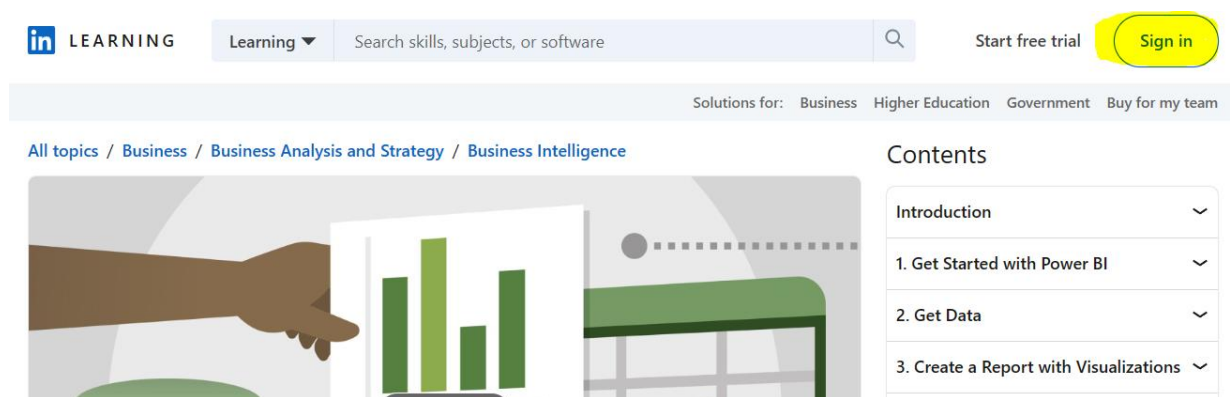 in LEARNING Learning Search skills, subjects, or software Start free trial Sign in
Solutions for: Business Higher Education Government Buy for my team
All topics / Business / Business Analysis and Strategy / Business Intelligence
Contents
Introduction
1. Get Started with Power BI
2. Get Data
3. Create a Report with Visualizations